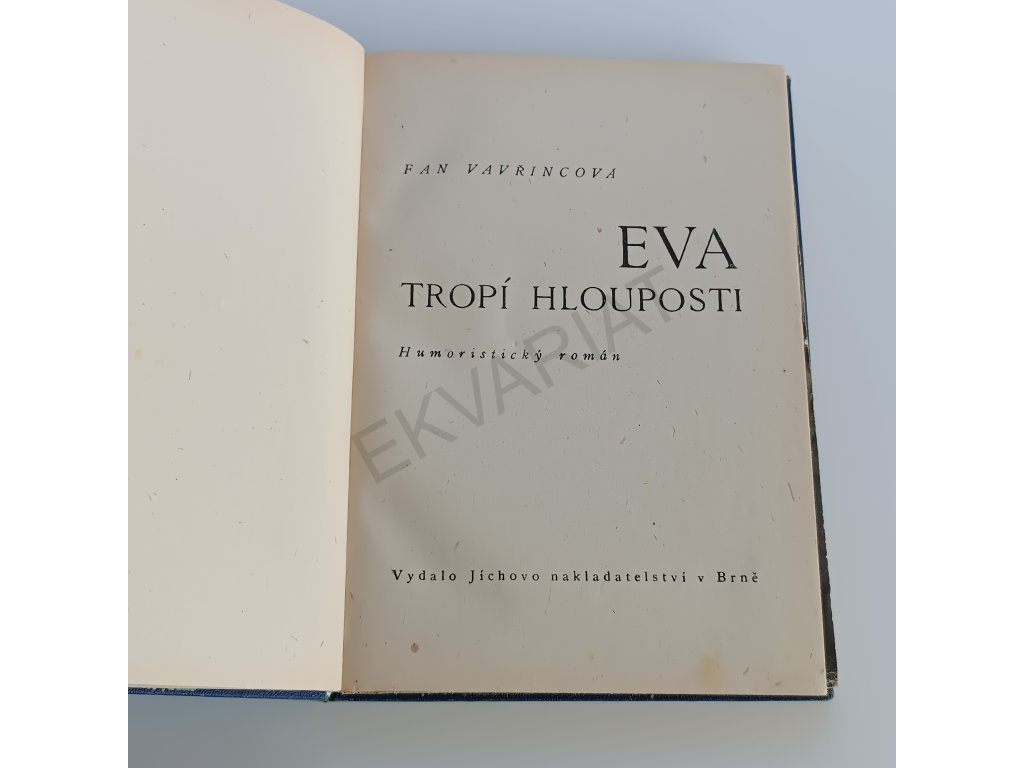 FAN VAVŘINCOVÁ
EVA
TROPÍ HLOUPOSTI
Humoristický román
EKVARIAT
Vydalo Jíchovo nakladatelství v Brně